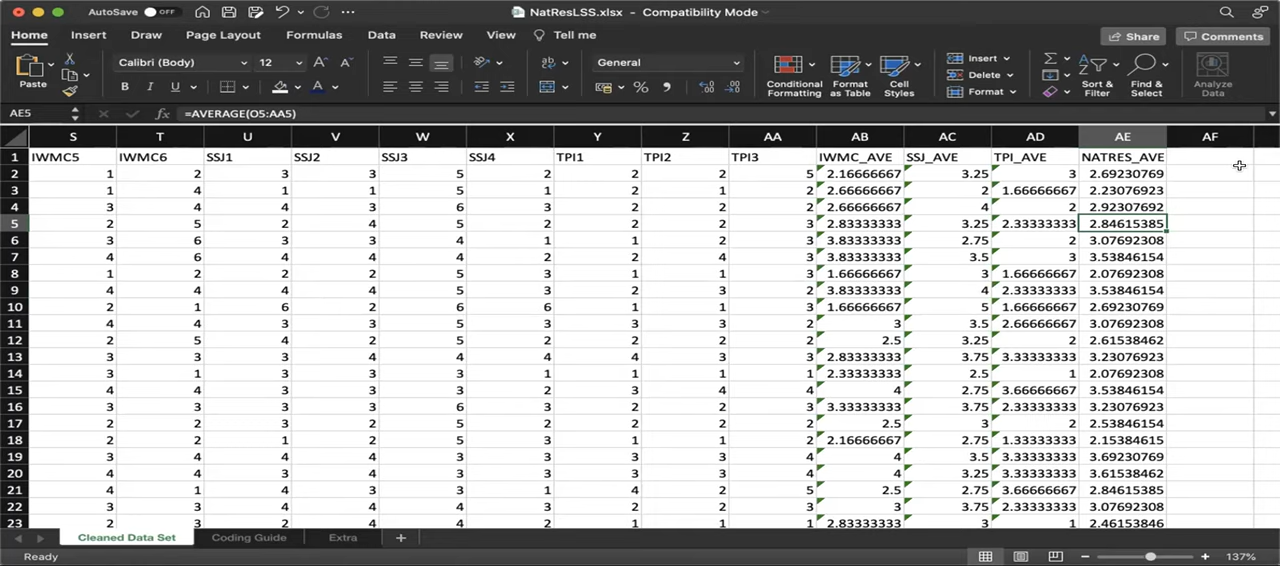 AutoSave OFF NatResLSS.xlsx - Compatibility Mode
Home Insert Draw Page Layout Formulas Data Review View Tell me Share Comments
Paste Calibri (Body) 12 General Conditional Formatting Format as Table Cell Styles Insert Delete Format Sort & Filter Find & Select Analyze Data
AE5 =AVERAGE(O5:AA5)
S T U V W X Y Z AA AB AC AD AE AF
1 IWMC5 IWMC6 SSJ1 SSJ2 SSJ3 SSJ4 TPI1 TPI2 TPI3 IWMC_AVE SSJ_AVE TPI_AVE NATRES_AVE
2 1 2 3 3 5 2 2 2 5 2.16666667 3.25 3 2.69230769
3 1 4 1 1 5 1 2 1 2 2.66666667 2 1.66666667 2.23076923
4 3 4 4 3 6 3 2 2 2 2.66666667 4 2 2.92307692
5 2 5 2 4 5 2 2 2 3 2.83333333 3.25 2.33333333 2.84615385
6 3 6 3 3 4 1 1 2 3 3.83333333 2.75 2 3.07692308
7 4 6 4 4 4 2 2 4 3 3.83333333 3.5 3 3.53846154
8 1 2 2 2 5 3 1 1 3 1.66666667 3 1.66666667 2.07692308
9 4 4 4 4 5 3 2 3 2 3.83333333 4 2.33333333 3.53846154
10 2 1 6 2 6 6 1 1 3 1.66666667 5 1.66666667 2.69230769
11 4 4 3 3 5 3 3 3 2 3 3.5 2.66666667 3.07692308
12 2 5 4 2 5 2 2 2 2 2.5 3.25 2 2.61538462
13 3 3 3 4 4 4 4 3 3 2.83333333 3.75 3.33333333 3.23076923
14 3 1 3 3 3 1 1 1 1 2.33333333 2.5 1 2.07692308
15 4 4 3 4 2 2 3 4 4 4 2.75 3.66666667 3.53846154
16 3 3 3 3 6 3 2 2 3 3.33333333 3.75 2.33333333 3.23076923
17 2 2 3 2 5 2 2 2 2 2.5 3 2 2.53846154
18 2 2 1 2 5 3 1 1 2 2.16666667 2.75 1.33333333 2.15384615
19 3 4 4 4 3 3 3 3 4 4 3.5 3.33333333 3.69230769
20 4 4 3 4 3 3 3 3 4 4 3.25 3.33333333 3.61538462
21 4 1 4 3 3 1 4 2 5 2.5 2.75 3.66666667 2.84615385
22 3 3 4 4 4 3 2 2 3 3 3.75 2.33333333 3.07692308
23 2 3 2 4 4 2 1 1 1 2.83333333 3 1 2.46153846
Cleaned Data Set Coding Guide Extra
Ready 137%